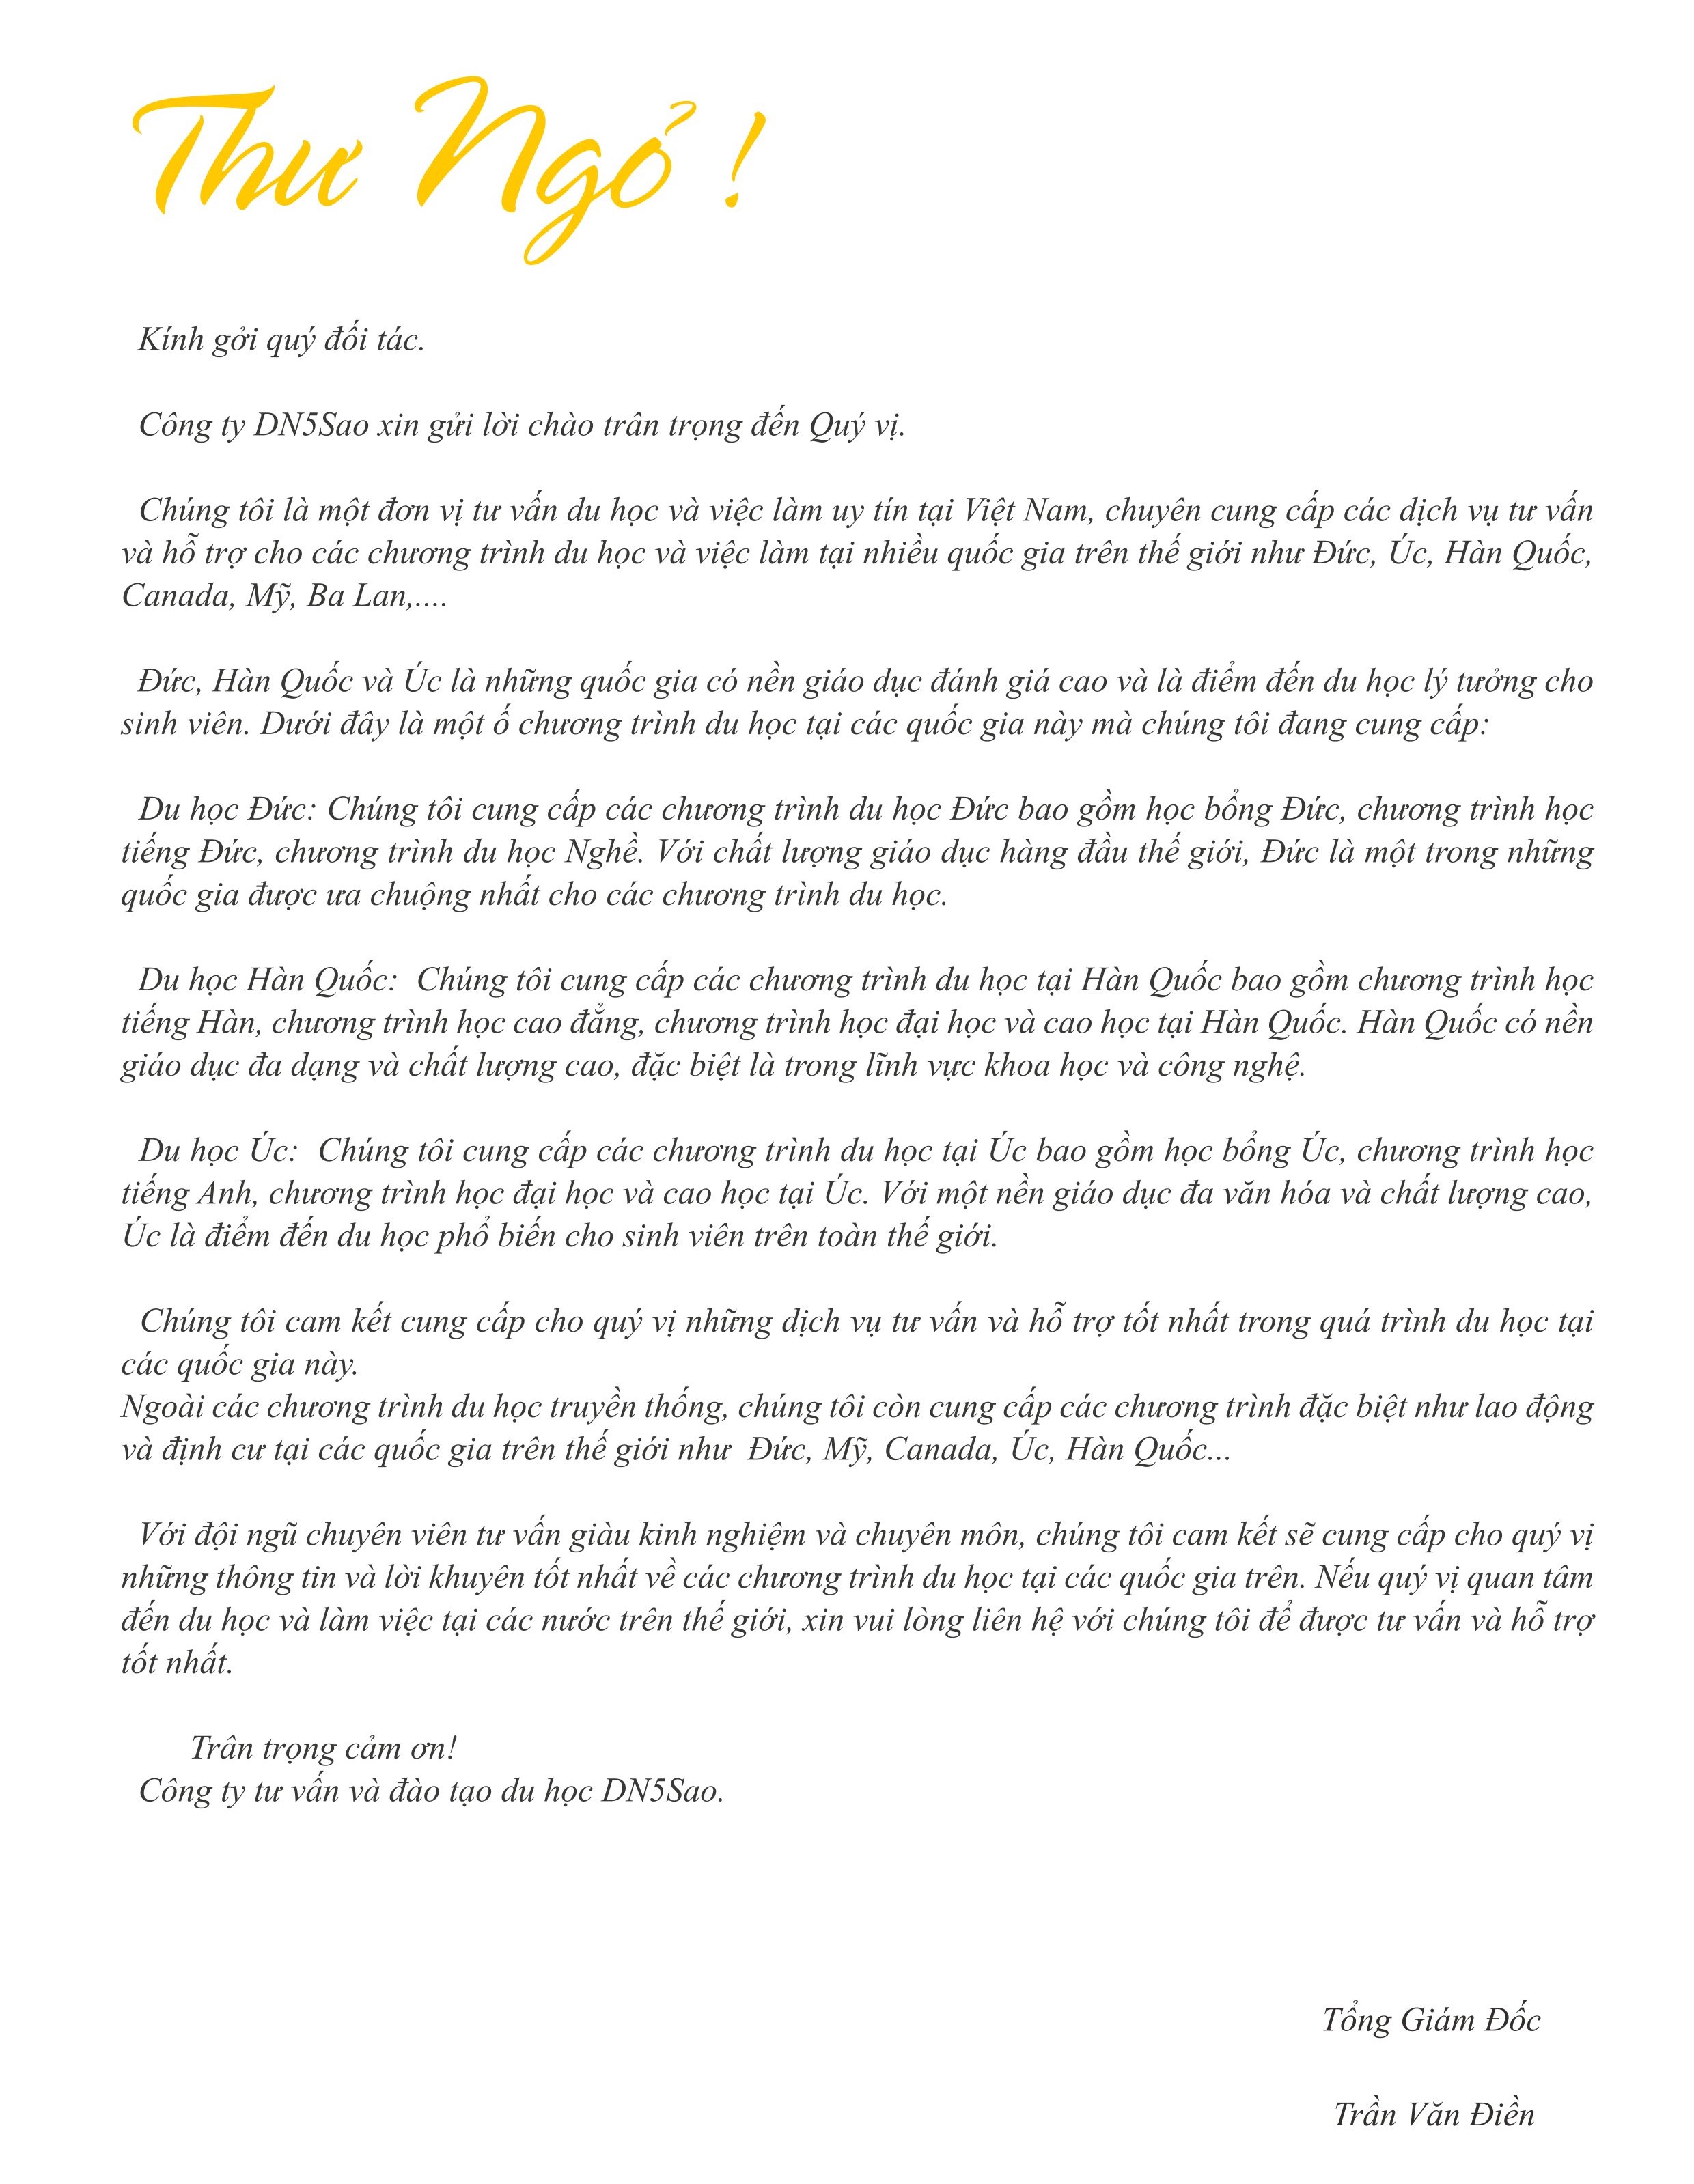 Thư Ngỏ !
Kính gởi quý đối tác.
Công ty DN5Sao xin gửi lời chào trân trọng đến Quý vị.
Chúng tôi là một đơn vị tư vấn du học và việc làm uy tín tại Việt Nam, chuyên cung cấp các dịch vụ tư vấn
và hỗ trợ cho các chương trình du học và việc làm tại nhiều quốc gia trên thế giới như Đức, Úc, Hàn Quốc,
Canada, Mỹ, Ba Lan,....
Đức, Hàn Quốc và Úc là những quốc gia có nền giáo dục đánh giá cao và là điểm đến du học lý tưởng cho
sinh viên. Dưới đây là một ố chương trình du học tại các quốc gia này mà chúng tôi đang cung cấp:
Du học Đức: Chúng tôi cung cấp các chương trình du học Đức bao gồm học bổng Đức, chương trình học
tiếng Đức, chương trình du học Nghề. Với chất lượng giáo dục hàng đầu thế giới, Đức là một trong những
quốc gia được ưa chuộng nhất cho các chương trình du học.
Du học Hàn Quốc:  Chúng tôi cung cấp các chương trình du học tại Hàn Quốc bao gồm chương trình học
tiếng Hàn, chương trình học cao đẳng, chương trình học đại học và cao học tại Hàn Quốc. Hàn Quốc có nền
giáo dục đa dạng và chất lượng cao, đặc biệt là trong lĩnh vực khoa học và công nghệ.
Du học Úc:  Chúng tôi cung cấp các chương trình du học tại Úc bao gồm học bổng Úc, chương trình học
tiếng Anh, chương trình học đại học và cao học tại Úc. Với một nền giáo dục đa văn hóa và chất lượng cao,
Úc là điểm đến du học phổ biến cho sinh viên trên toàn thế giới.
Chúng tôi cam kết cung cấp cho quý vị những dịch vụ tư vấn và hỗ trợ tốt nhất trong quá trình du học tại
các quốc gia này.
Ngoài các chương trình du học truyền thống, chúng tôi còn cung cấp các chương trình đặc biệt như lao động
và định cư tại các quốc gia trên thế giới như  Đức, Mỹ, Canada, Úc, Hàn Quốc...
Với đội ngũ chuyên viên tư vấn giàu kinh nghiệm và chuyên môn, chúng tôi cam kết sẽ cung cấp cho quý vị
những thông tin và lời khuyên tốt nhất về các chương trình du học tại các quốc gia trên. Nếu quý vị quan tâm
đến du học và làm việc tại các nước trên thế giới, xin vui lòng liên hệ với chúng tôi để được tư vấn và hỗ trợ
tốt nhất.
Trân trọng cảm ơn!
Công ty tư vấn và đào tạo du học DN5Sao.
Tổng Giám Đốc
Trần Văn Điền